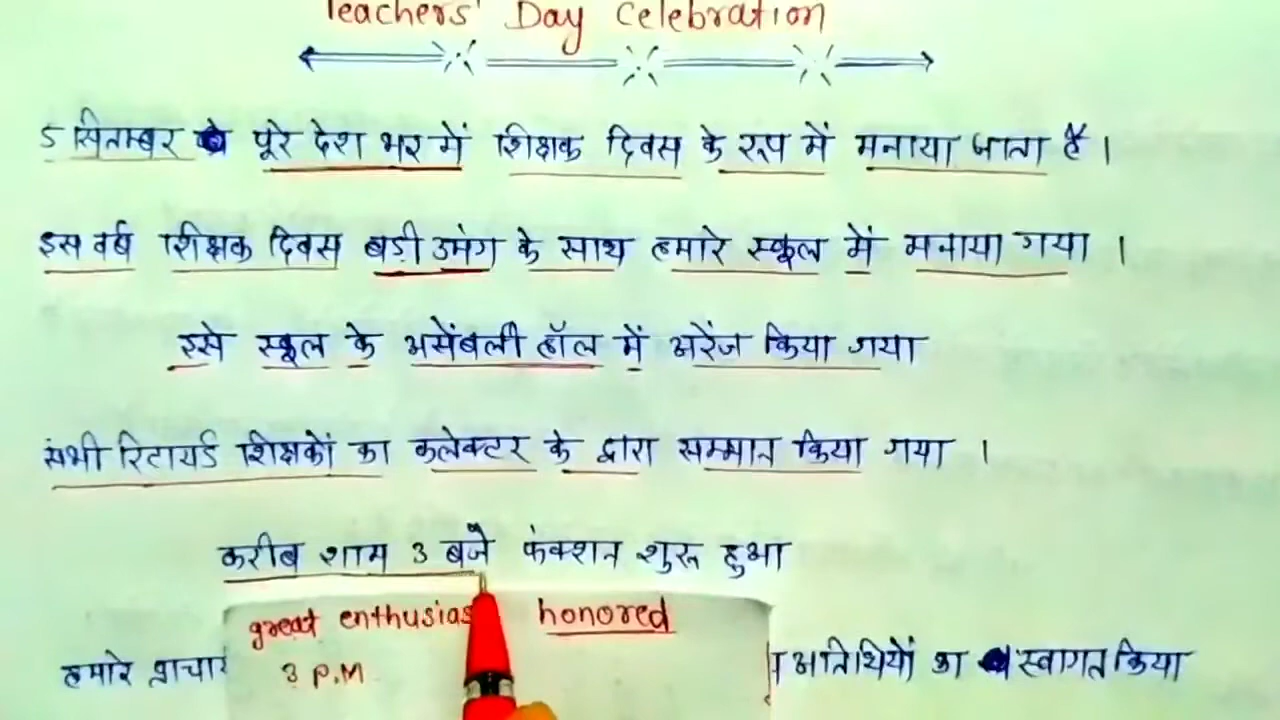 Teachers' Day Celebration
5 सितम्बर को पूरे देश भर में शिक्षक दिवस के रूप में मनाया जाता है।
इस वर्ष शिक्षक दिवस बड़ी उमंग के साथ हमारे स्कूल में मनाया गया ।
इसे स्कूल के असेंबली हॉल में अरेंज किया गया
सभी रिटायर्ड शिक्षकों का कलेक्टर के द्वारा सम्मान किया गया ।
करीब शाम 3 बजे फंक्शन शुरू हुआ
great enthusias honored
3 P.M
हमारे प्राचार अतिथियों का स्वागत किया